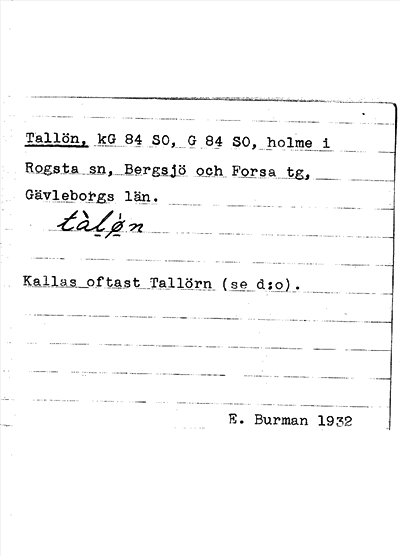 Tallön, kG 84 SO, G 84 SO, holme i
Rogsta sn, Bergsjö och Forsa tg,
Gävleborgs län.
tàlø̣n
Kallas oftast Tallörn (se d:o).
E. Burman 1932